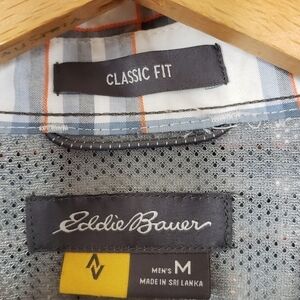 CLASSIC FIT
Eddie Bauer
MEN'S M
MADE IN SRI LANKA